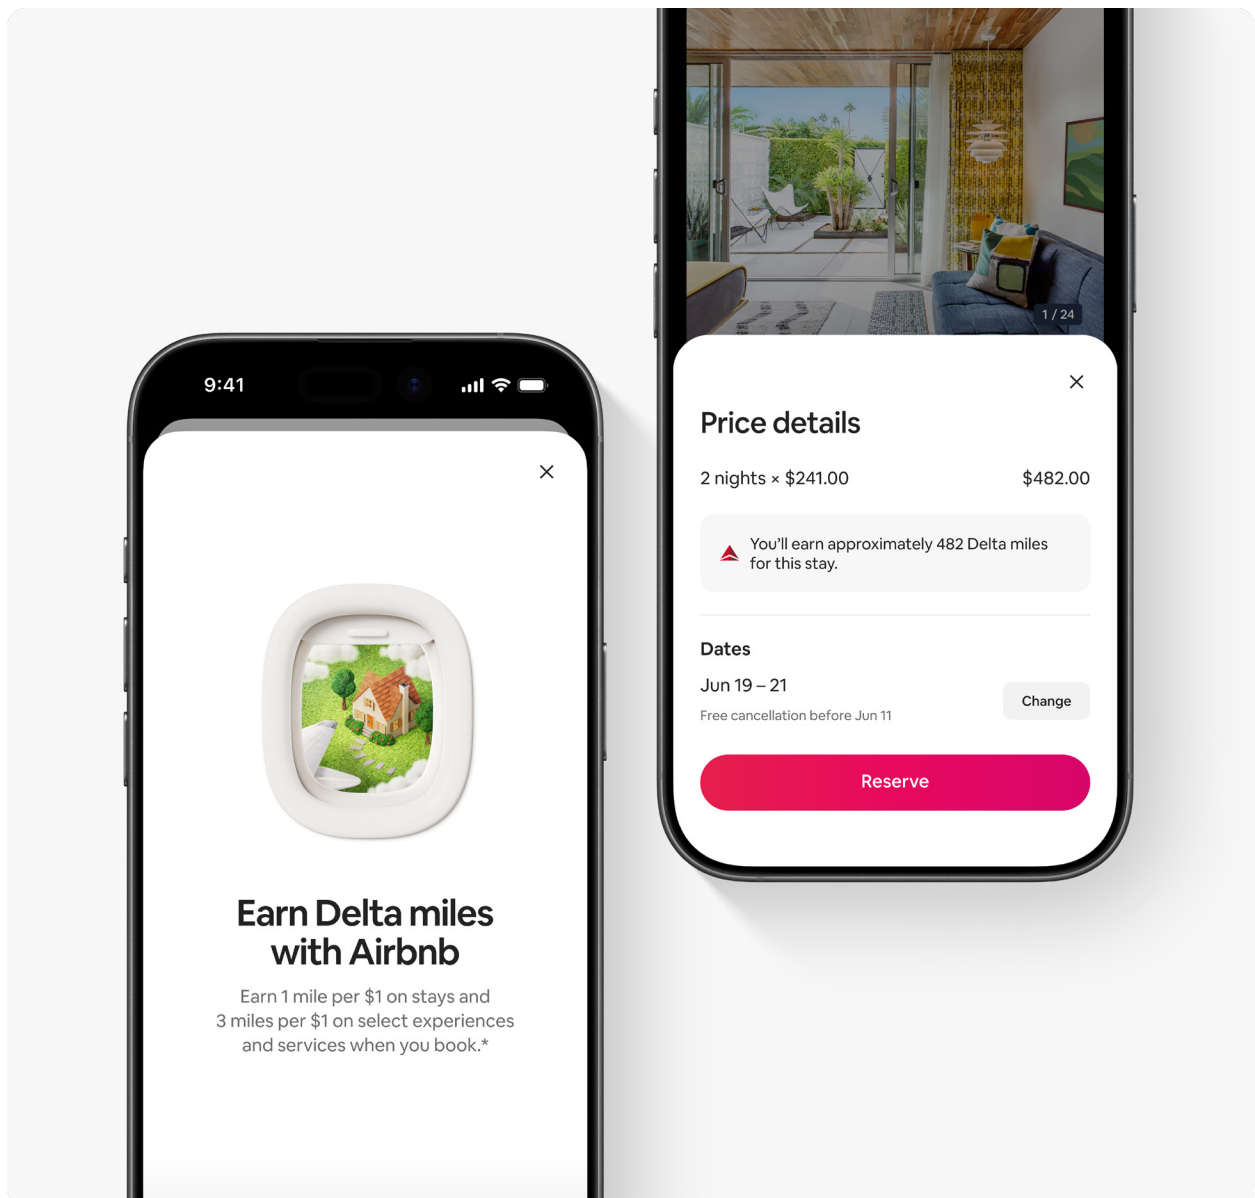 9:41
Earn Delta miles
with Airbnb
Earn 1 mile per $1 on stays and
3 miles per $1 on select experiences
and services when you book.*
1 / 24
Price details
2 nights × $241.00 $482.00
You’ll earn approximately 482 Delta miles
for this stay.
Dates
Jun 19 – 21
Free cancellation before Jun 11
Change
Reserve